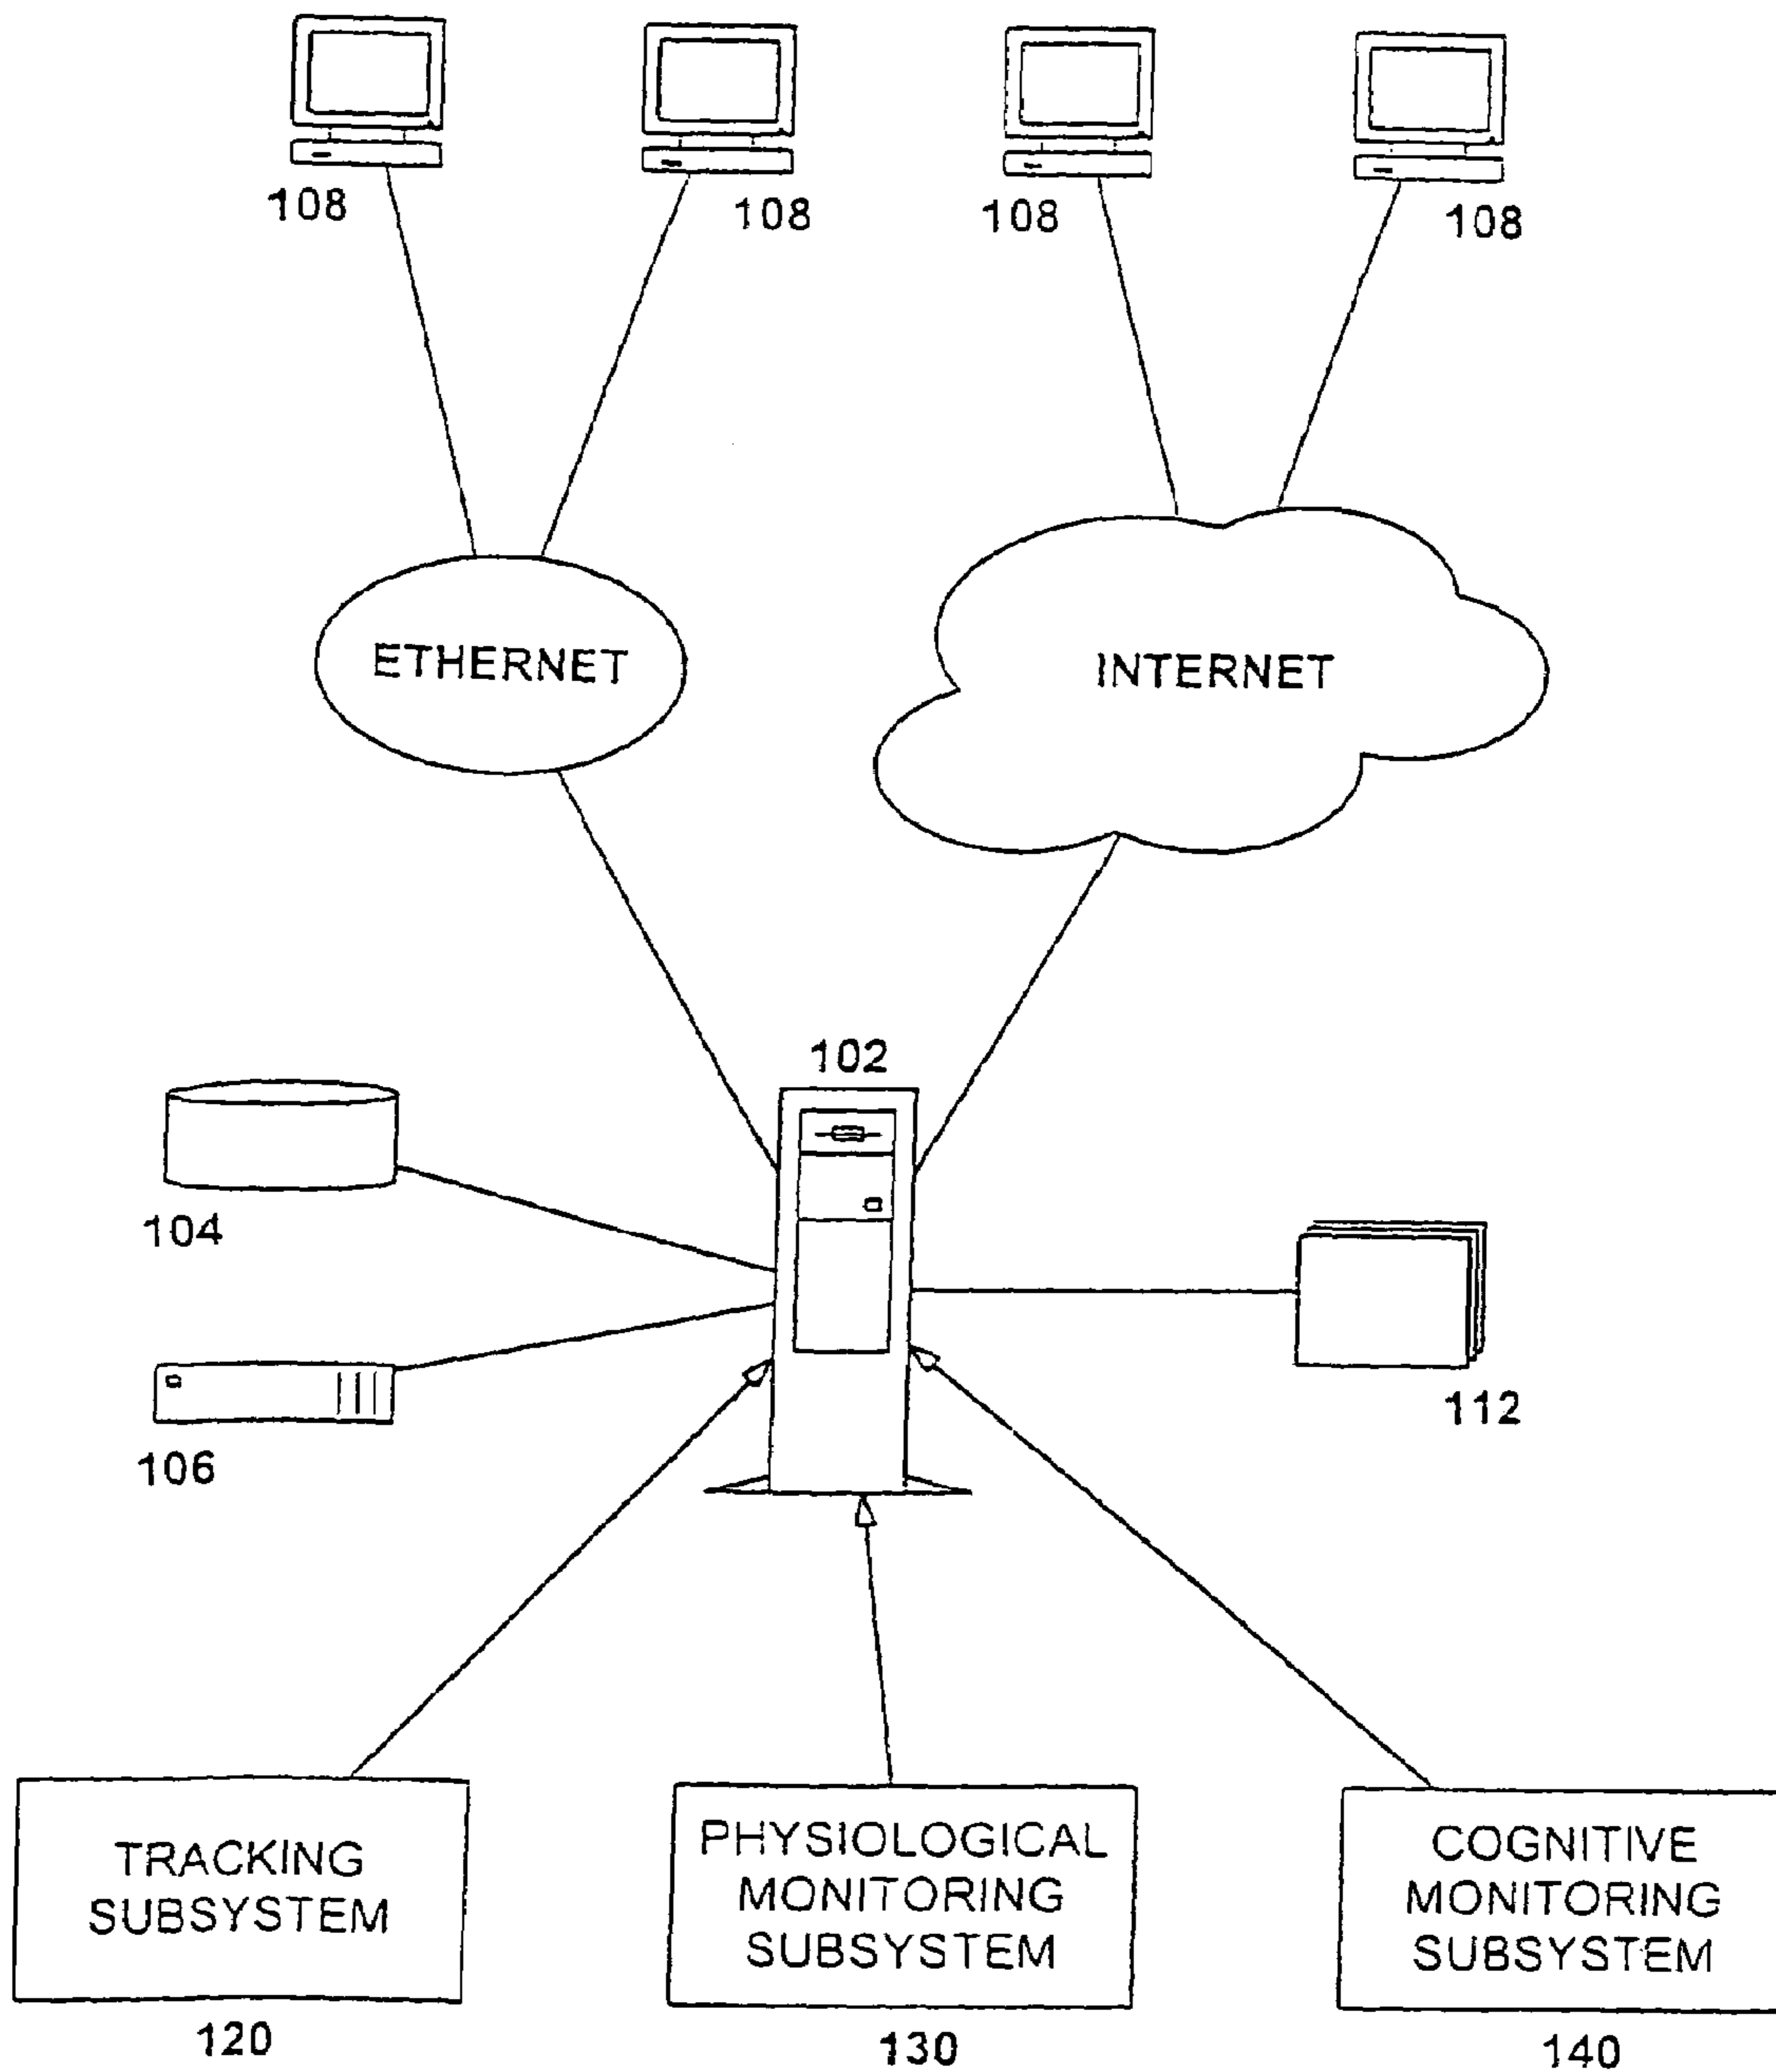 108
108
108
108
ETHERNET
INTERNET
102
104
106
112
TRACKING
SUBSYSTEM
120
PHYSIOLOGICAL
MONITORING
SUBSYSTEM
130
COGNITIVE
MONITORING
SUBSYSTEM
140